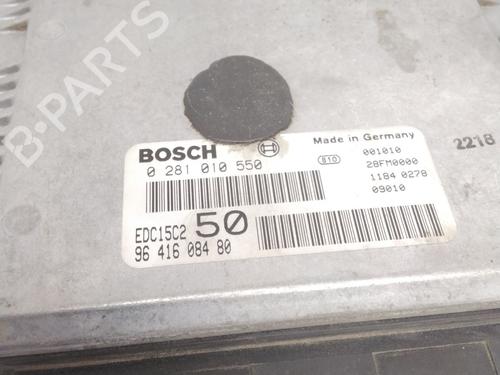 B-PARTS
BOSCH
Made in Germany
0 281 010 550
810
001010
28FM0000
1184 0278
09010
EDC15C2 50
96 416 084 80
2218